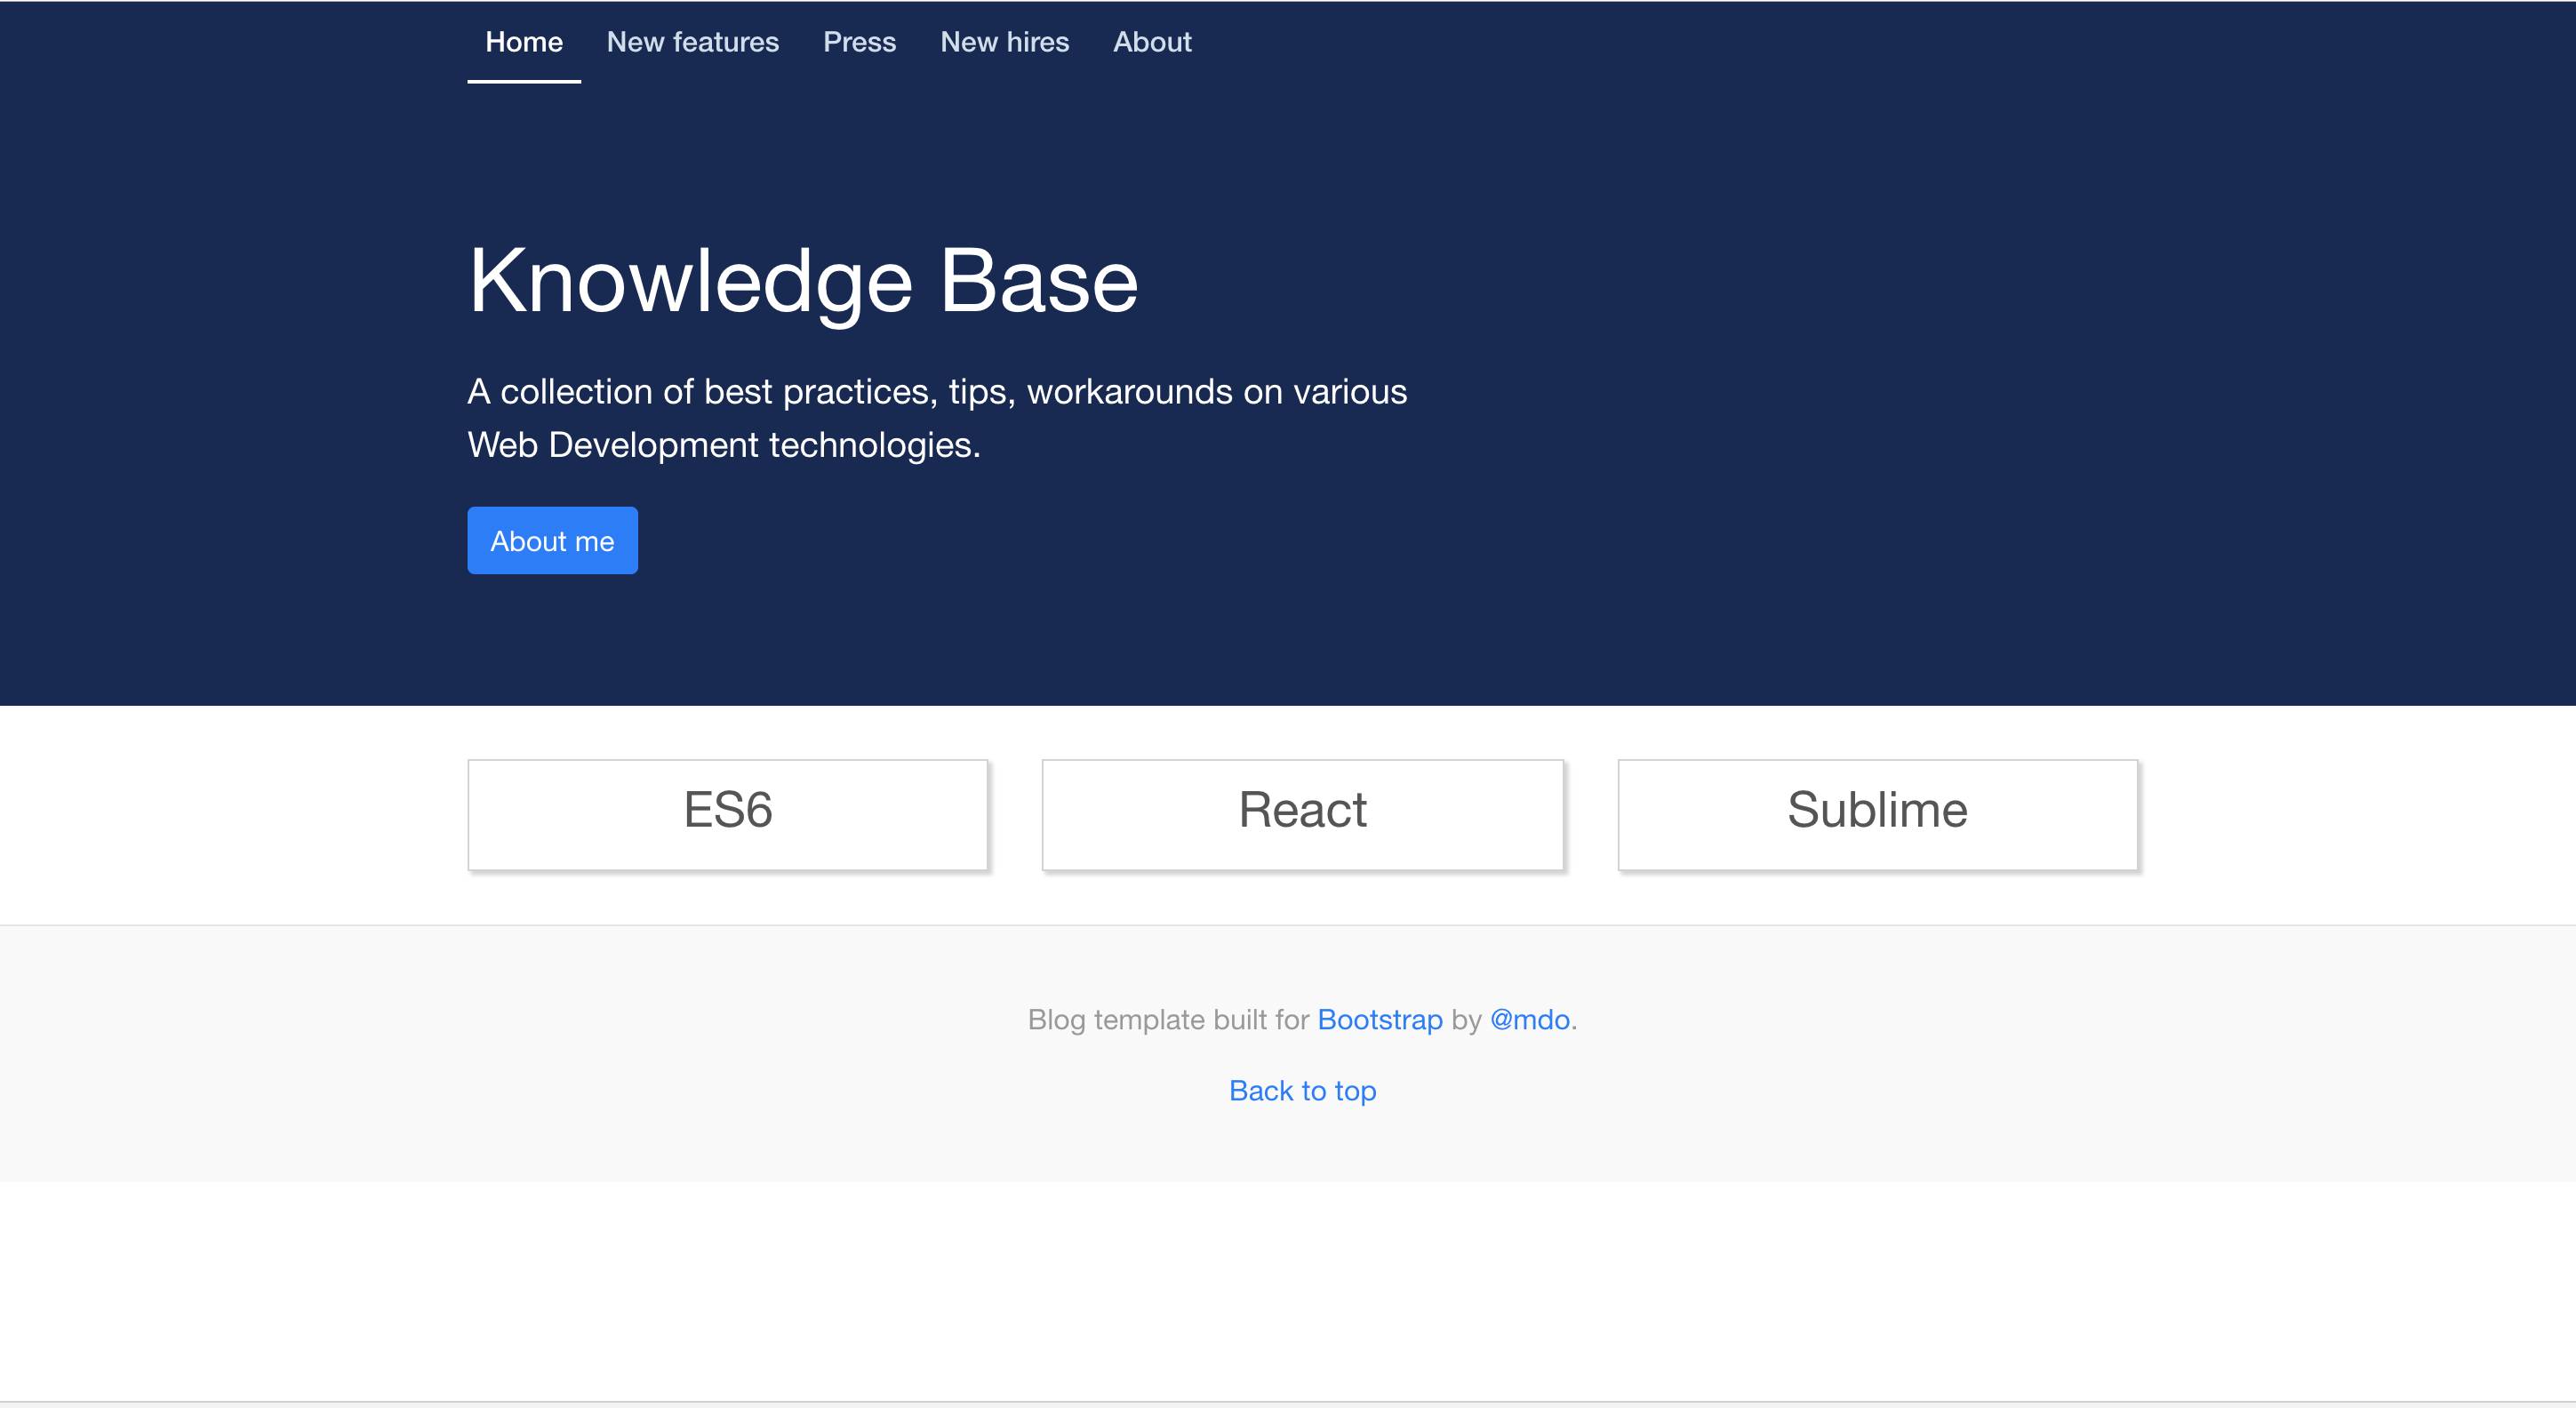 Home New features Press New hires About
Knowledge Base
A collection of best practices, tips, workarounds on various
Web Development technologies.
About me
ES6 React Sublime
Blog template built for Bootstrap by @mdo.
Back to top